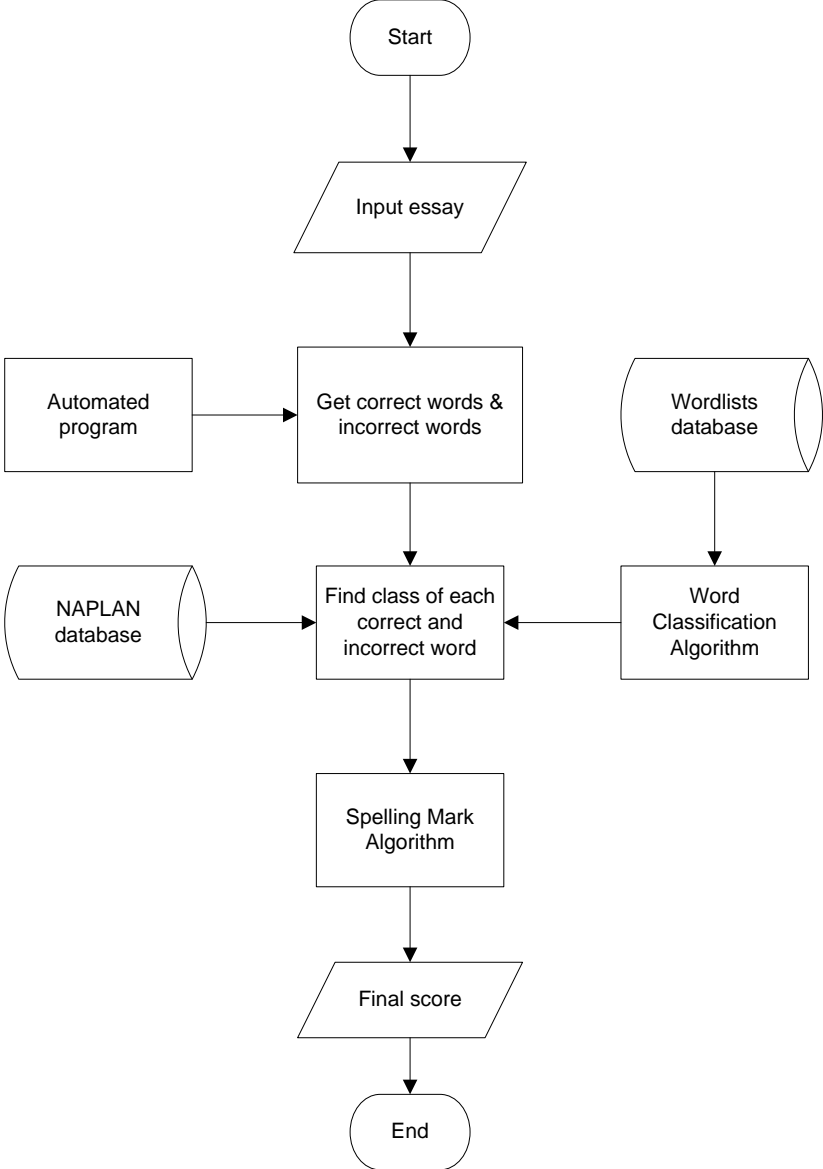 Start
Input essay
Automated
program
Get correct words &
incorrect words
Wordlists
database
NAPLAN
database
Find class of each
correct and
incorrect word
Word
Classification
Algorithm
Spelling Mark
Algorithm
Final score
End